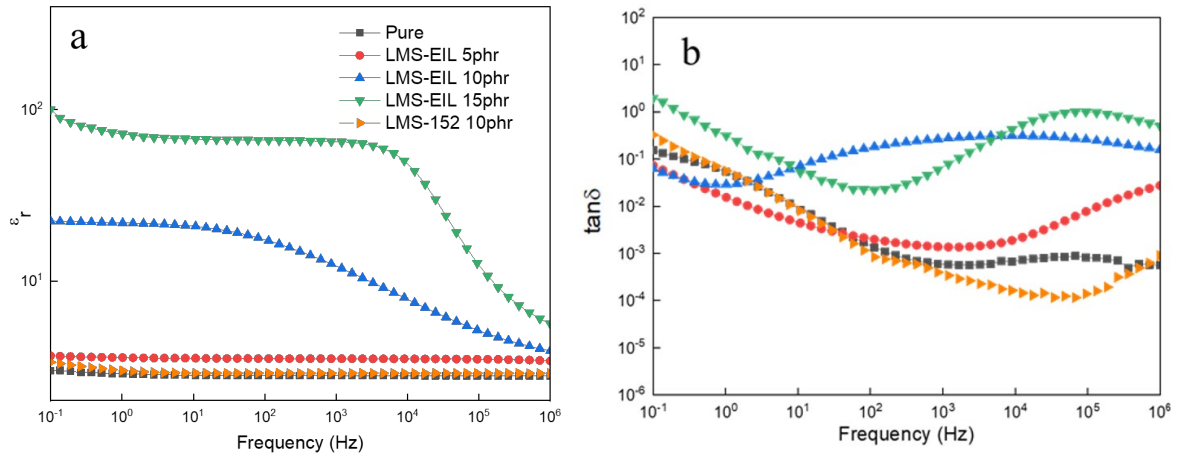 a
Pure
LMS-EIL 5phr
LMS-EIL 10phr
LMS-EIL 15phr
LMS-152 10phr
10²
10¹
εr
10⁻¹ 10⁰ 10¹ 10² 10³ 10⁴ 10⁵ 10⁶
Frequency (Hz)
b
10²
10¹
10⁰
10⁻¹
10⁻²
10⁻³
10⁻⁴
10⁻⁵
10⁻⁶
tanδ
10⁻¹ 10⁰ 10¹ 10² 10³ 10⁴ 10⁵ 10⁶
Frequency (Hz)